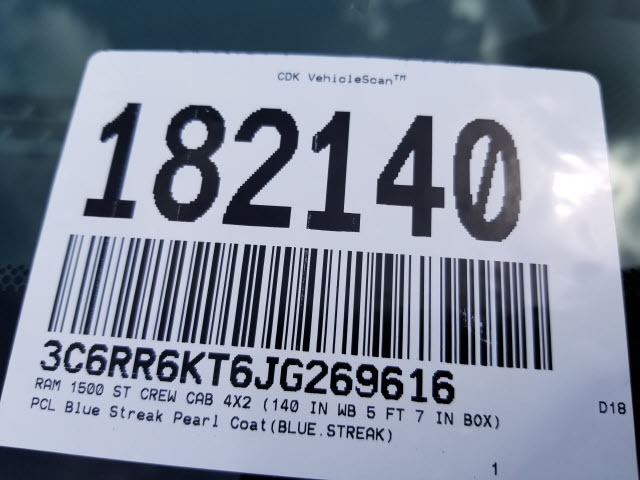 CDK VehicleScan™
182140
3C6RR6KT6JG269616
RAM 1500 ST CREW CAB 4X2 (140 IN WB 5 FT 7 IN BOX)
D18
PCL Blue Streak Pearl Coat(BLUE.STREAK)
1